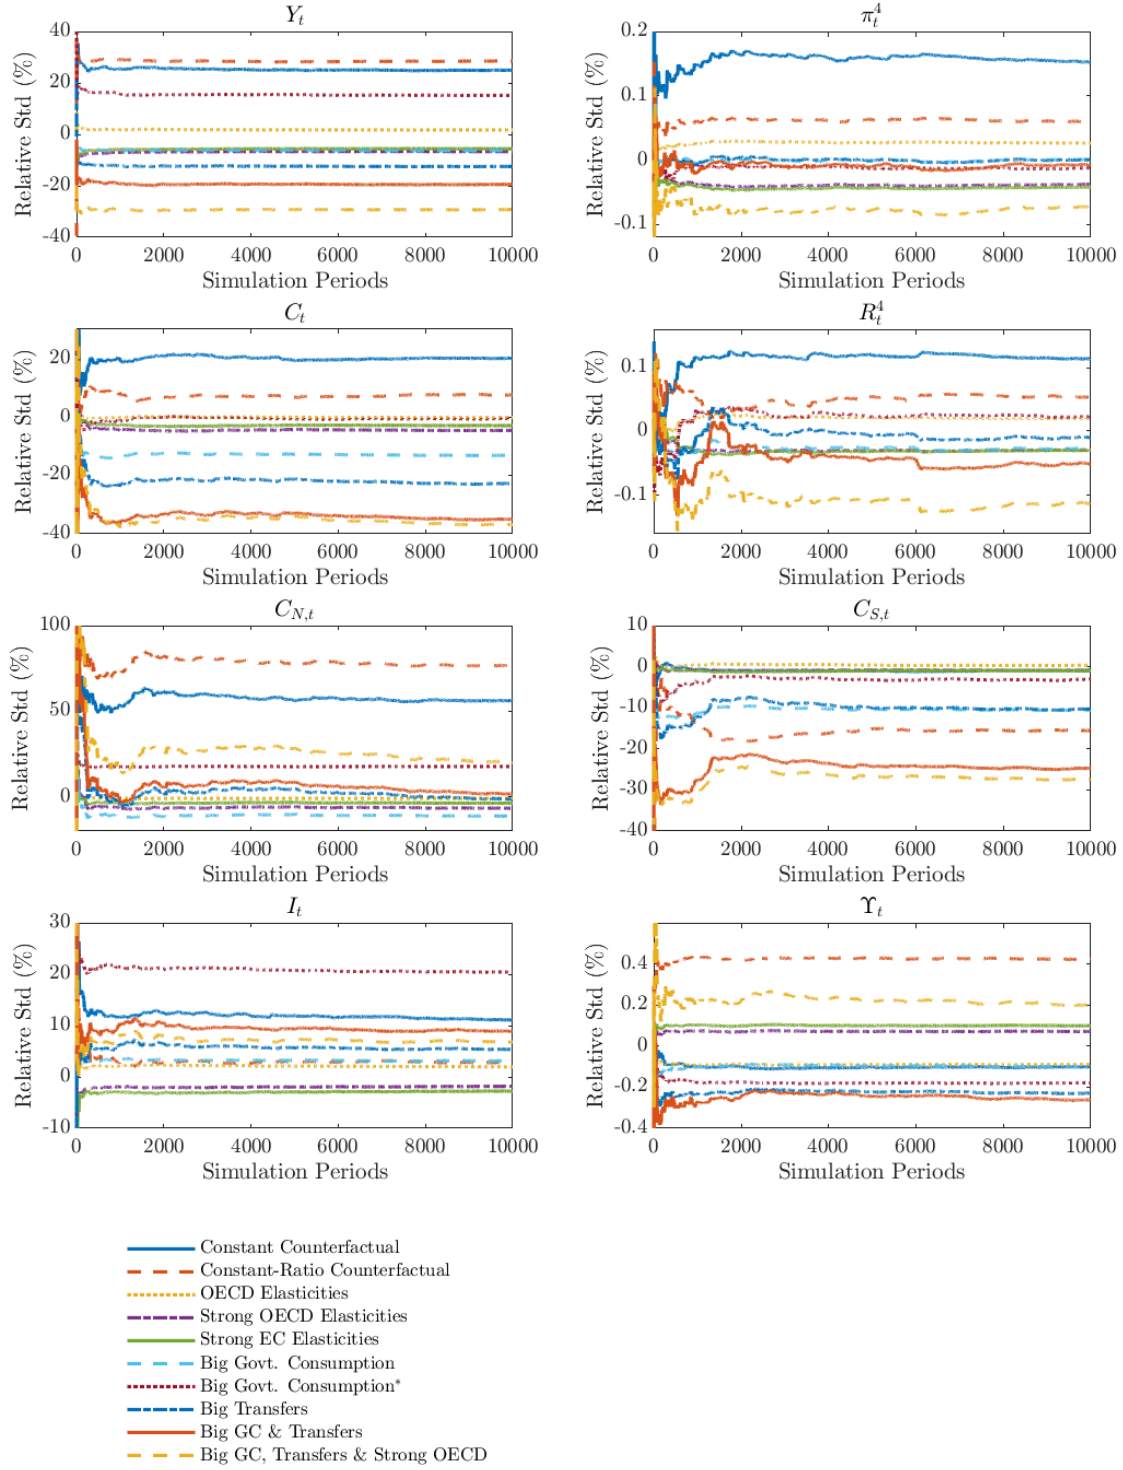 Y_t
Relative Std (%)
40
20
0
-20
-40
0 2000 4000 6000 8000 10000
Simulation Periods
π_t^4
Relative Std (%)
0.2
0.1
0
-0.1
0 2000 4000 6000 8000 10000
Simulation Periods
C_t
Relative Std (%)
20
0
-20
-40
0 2000 4000 6000 8000 10000
Simulation Periods
R_t^4
Relative Std (%)
0.1
0
-0.1
0 2000 4000 6000 8000 10000
Simulation Periods
C_{N,t}
Relative Std (%)
100
50
0
0 2000 4000 6000 8000 10000
Simulation Periods
C_{S,t}
Relative Std (%)
10
0
-10
-20
-30
-40
0 2000 4000 6000 8000 10000
Simulation Periods
I_t
Relative Std (%)
30
20
10
0
-10
0 2000 4000 6000 8000 10000
Simulation Periods
Υ_t
Relative Std (%)
0.4
0.2
0
-0.2
-0.4
0 2000 4000 6000 8000 10000
Simulation Periods
Constant Counterfactual
Constant-Ratio Counterfactual
OECD Elasticities
Strong OECD Elasticities
Strong EC Elasticities
Big Govt. Consumption
Big Govt. Consumption*
Big Transfers
Big GC & Transfers
Big GC, Transfers & Strong OECD